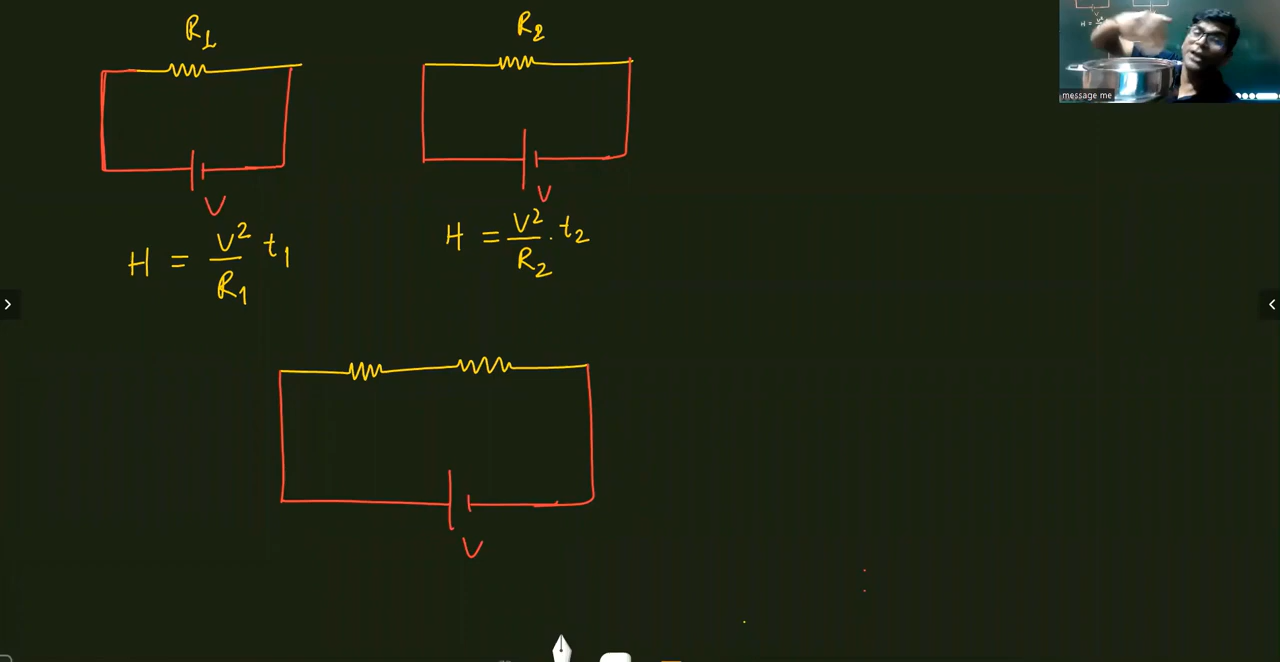 R₁
R₂
V
V
H = V²/R₁ t₁
H = V²/R₂ . t₂
V
message me